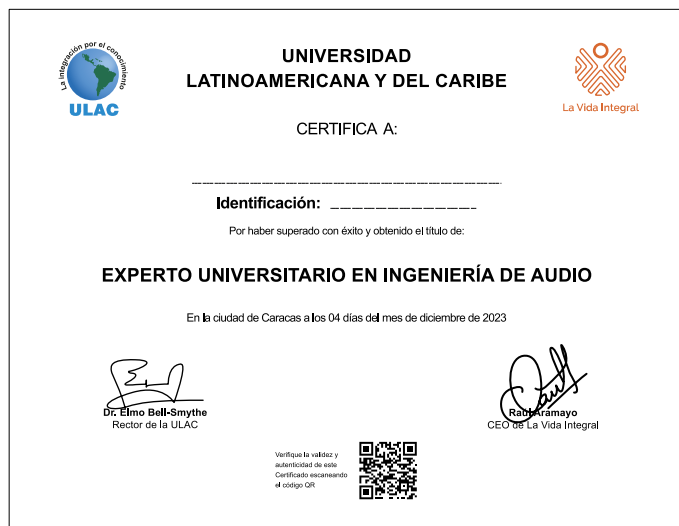 La integración por el conocimiento
ULAC
UNIVERSIDAD
LATINOAMERICANA Y DEL CARIBE
La Vida Integral
CERTIFICA A:
Identificación:
Por haber superado con éxito y obtenido el título de:
EXPERTO UNIVERSITARIO EN INGENIERÍA DE AUDIO
En la ciudad de Caracas a los 04 días del mes de diciembre de 2023
Dr. Elmo Bell-Smythe
Rector de la ULAC
Raúl Aramayo
CEO de La Vida Integral
Verifique la validez y
autenticidad de este
Certificado escaneando
el código QR